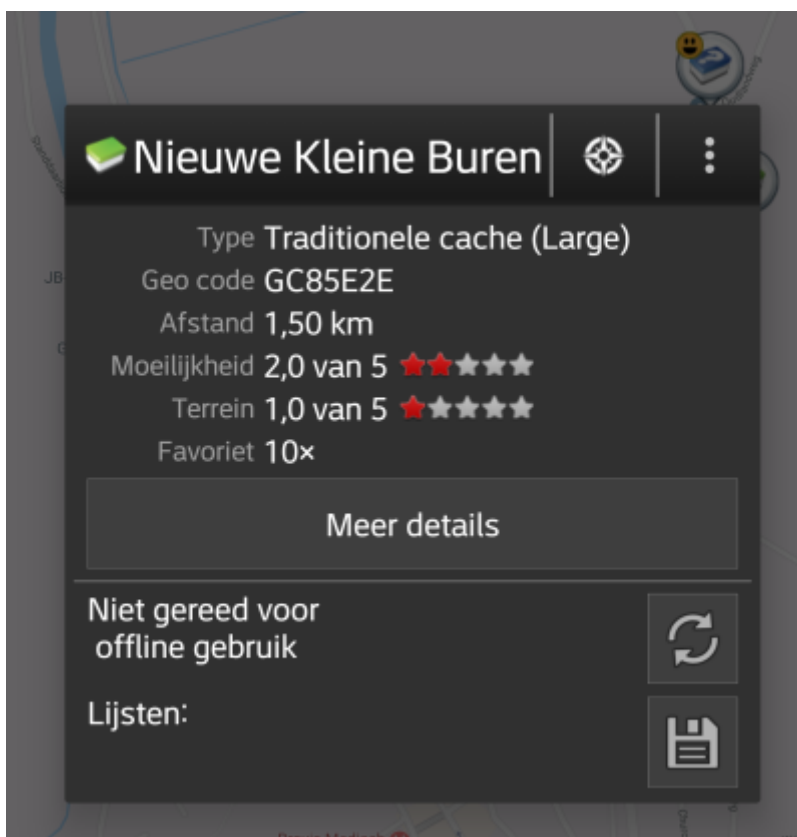 Nieuwe Kleine Buren
Type Traditionele cache (Large)
Geo code GC85E2E
Afstand 1,50 km
Moeilijkheid 2,0 van 5
Terrein 1,0 van 5
Favoriet 10×
Meer details
Niet gereed voor
offline gebruik
Lijsten: